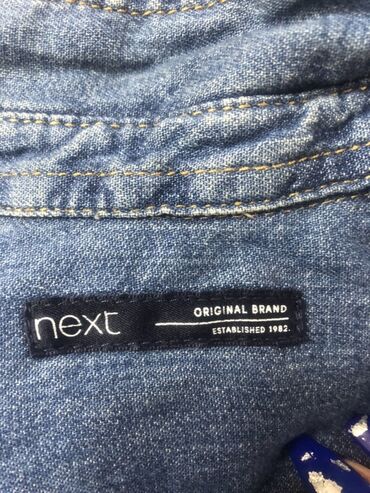 next
ORIGINAL BRAND
ESTABLISHED 1982.